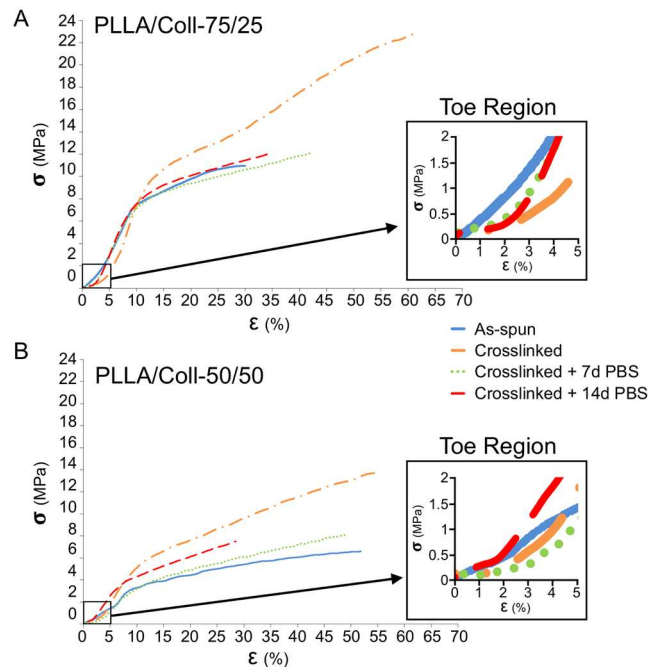 A
PLLA/Coll-75/25
24
22
20
18
16
14
12
10
8
6
4
2
0
σ (MPa)
0 5 10 15 20 25 30 35 40 45 50 55 60 65 70
ε (%)
Toe Region
2
1.5
1
0.5
0
σ (MPa)
0 1 2 3 4 5
ε (%)
As-spun
Crosslinked
Crosslinked + 7d PBS
Crosslinked + 14d PBS
B
PLLA/Coll-50/50
24
22
20
18
16
14
12
10
8
6
4
2
0
σ (MPa)
0 5 10 15 20 25 30 35 40 45 50 55 60 65 70
ε (%)
Toe Region
2
1.5
1
0.5
0
σ (MPa)
0 1 2 3 4 5
ε (%)